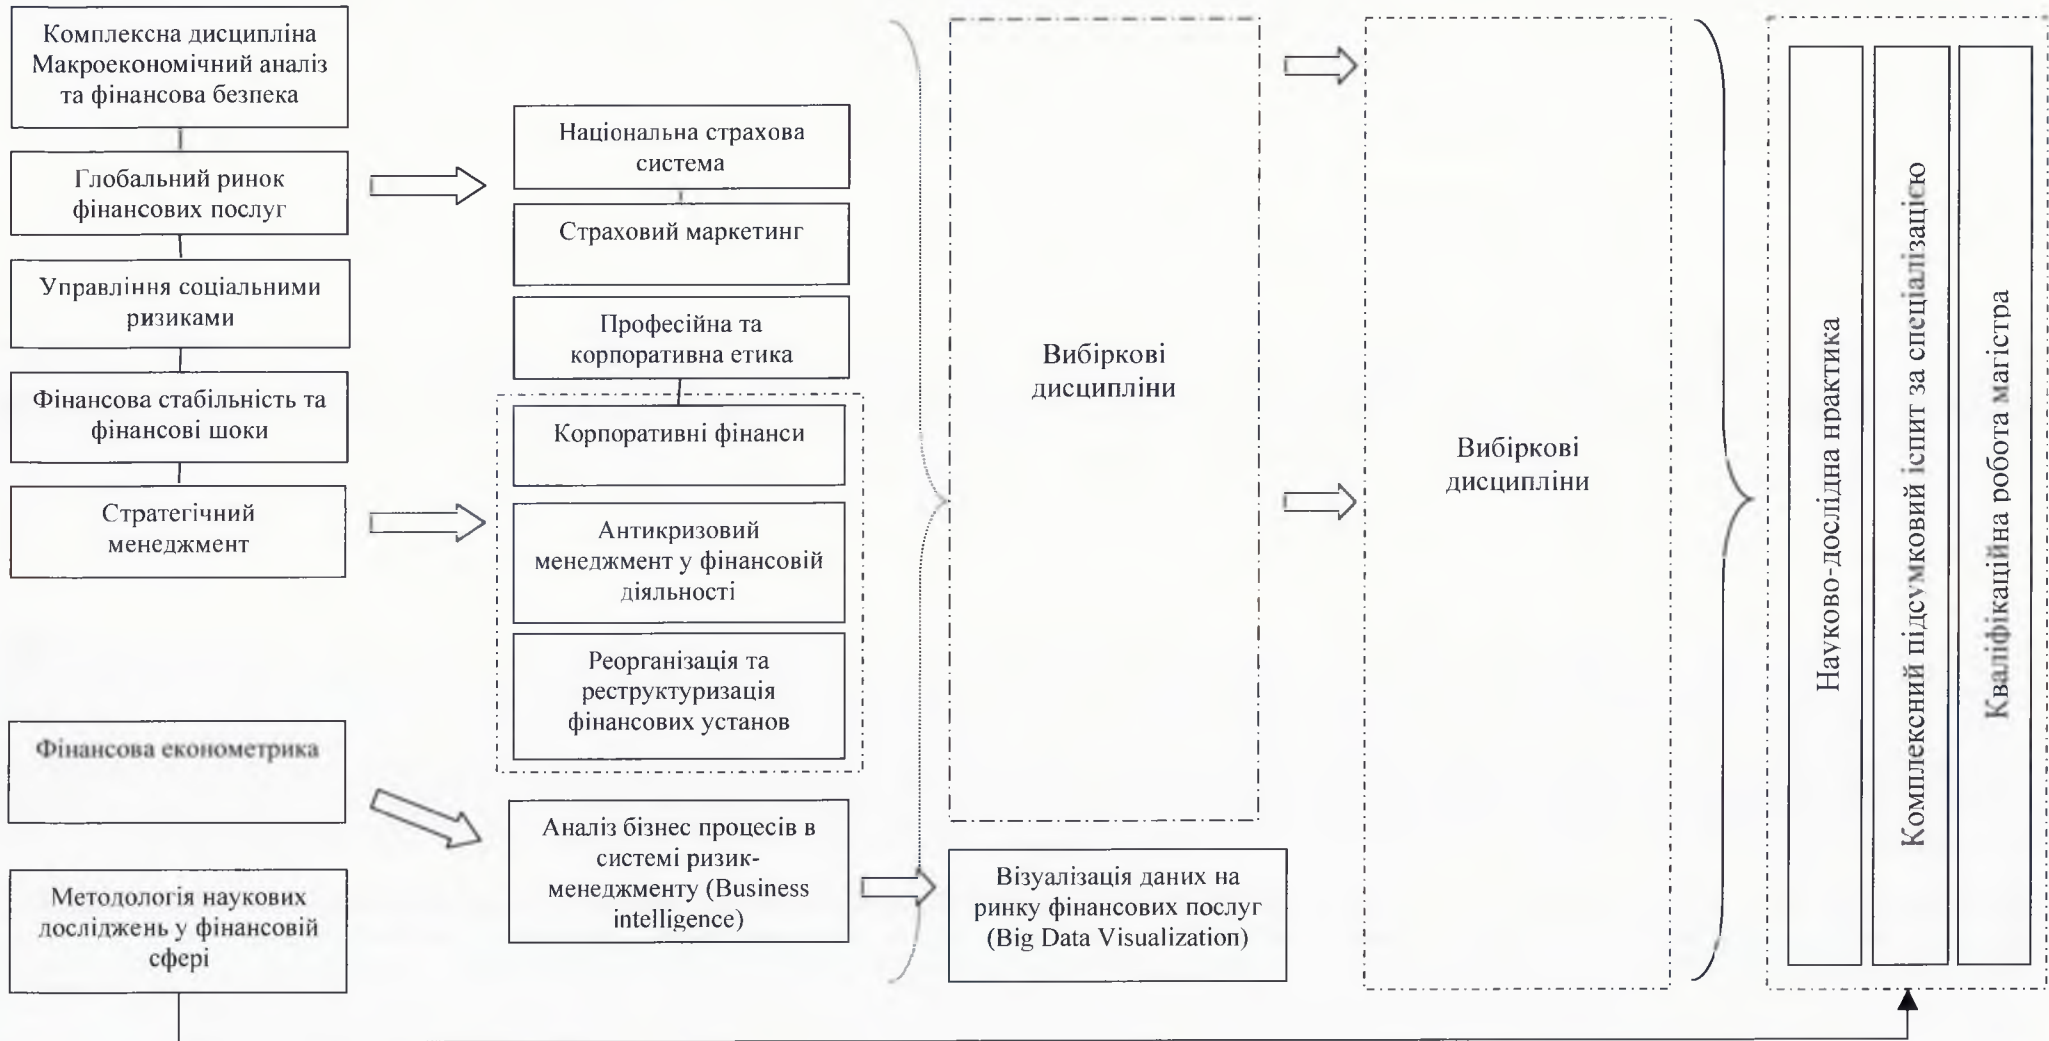 Комплексна дисципліна
Макроекономічний аналіз
та фінансова безпека
Глобальний ринок
фінансових послуг
Управління соціальними
ризиками
Фінансова стабільність та
фінансові шоки
Стратегічний
менеджмент
Фінансова економетрика
Методологія наукових
досліджень у фінансовій
сфері
Національна страхова
система
Страховий маркетинг
Професійна та
корпоративна етика
Корпоративні фінанси
Антикризовий
менеджмент у фінансовій
діяльності
Реорганізація та
реструктуризація
фінансових установ
Аналіз бізнес процесів в
системі ризик-
менеджменту (Business
intelligence)
Вибіркові
дисципліни
Візуалізація даних на
ринку фінансових послуг
(Big Data Visualization)
Вибіркові
дисципліни
Науково-дослідна нрактика
Комплексний підсумковий іспит за спеціалізацією
Кваліфікаційна робота магістра